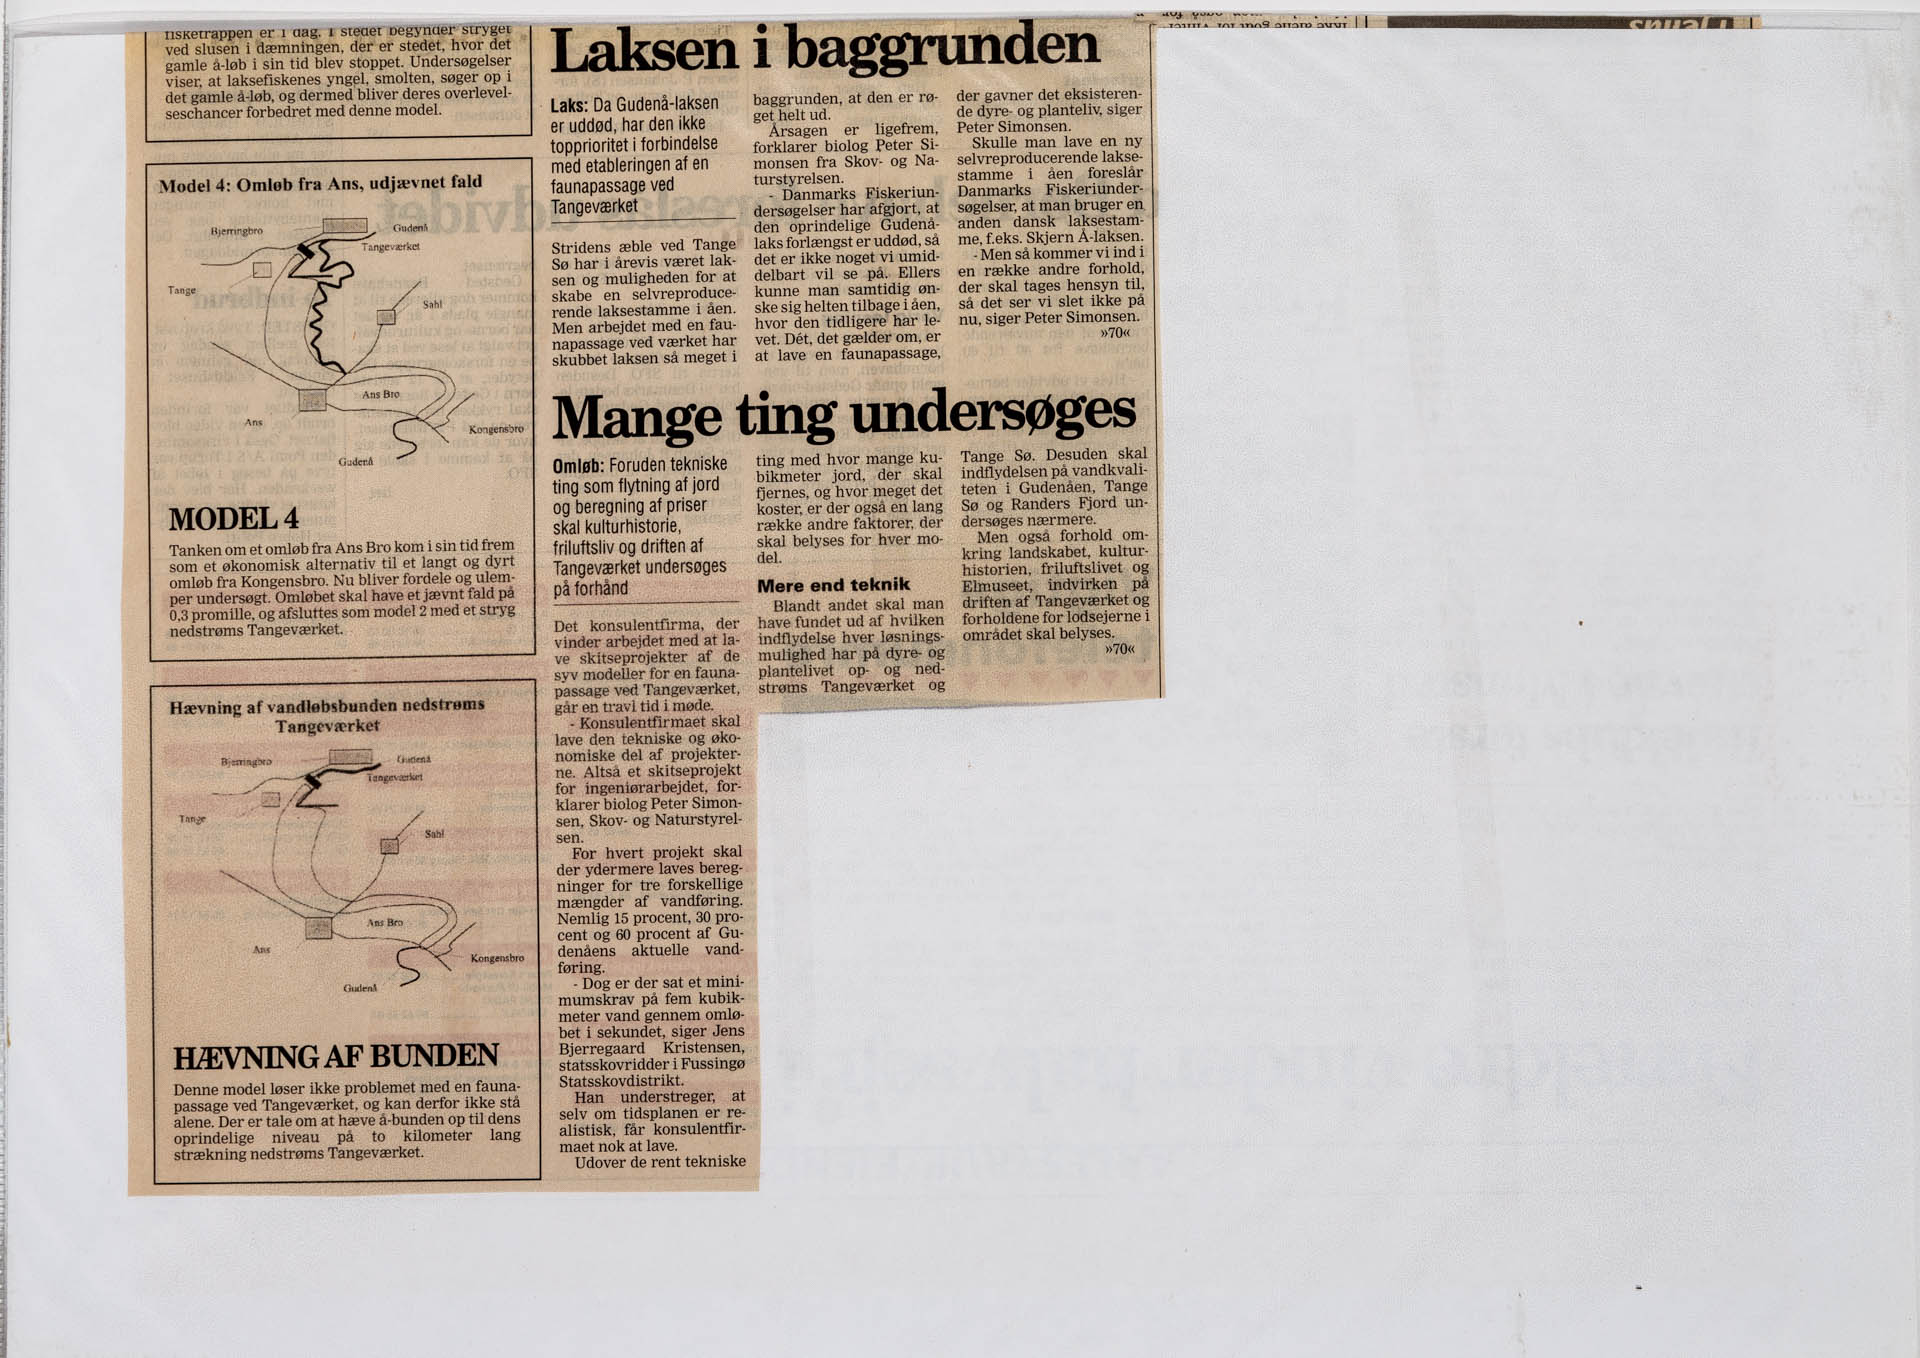 fisketrappen er i dag. I stedet begynder stryget
ved slusen i dæmningen, der er stedet, hvor det
gamle å-løb i sin tid blev stoppet. Undersøgelser
viser, at laksefiskenes yngel, smolten, søger op i
det gamle å-løb, og dermed bliver deres overlevel-
seschancer forbedret med denne model.
Model 4: Omløb fra Ans, udjævnet fald
Bjerringbro
Gudenå
Tangeværket
Tange
Sahl
Ans Bro
Ans
Kongensbro
Gudenå
MODEL 4
Tanken om et omløb fra Ans Bro kom i sin tid frem
som et økonomisk alternativ til et langt og dyrt
omløb fra Kongensbro. Nu bliver fordele og ulem-
per undersøgt. Omløbet skal have et jævnt fald på
0,3 promille, og afsluttes som model 2 med et stryg
nedstrøms Tangeværket.
Hævning af vandløbsbunden nedstrøms
Tangeværket
Bjerringbro
Gudenå
Tangeværket
Tange
Sahl
Ans Bro
Ans
Kongensbro
Gudenå
HÆVNING AF BUNDEN
Denne model løser ikke problemet med en fauna-
passage ved Tangeværket, og kan derfor ikke stå
alene. Der er tale om at hæve å-bunden op til dens
oprindelige niveau på to kilometer lang
strækning nedstrøms Tangeværket.
Laksen i baggrunden
Laks: Da Gudenå-laksen
er uddød, har den ikke
topprioritet i forbindelse
med etableringen af en
faunapassage ved
Tangeværket
Stridens æble ved Tange
Sø har i årevis været lak-
sen og muligheden for at
skabe en selvreproduce-
rende laksestamme i åen.
Men arbejdet med en fau-
napassage ved værket har
skubbet laksen så meget i
baggrunden, at den er rø-
get helt ud.
Årsagen er ligefrem,
forklarer biolog Peter Si-
monsen fra Skov- og Na-
turstyrelsen.
- Danmarks Fiskeriun-
dersøgelser har afgjort, at
den oprindelige Gudenå-
laks forlængst er uddød, så
det er ikke noget vi umid-
delbart vil se på. Ellers
kunne man samtidig øn-
ske sig helten tilbage i åen,
hvor den tidligere har le-
vet. Dét, det gælder om, er
at lave en faunapassage,
der gavner det eksisteren-
de dyre- og planteliv, siger
Peter Simonsen.
Skulle man lave en ny
selvreproducerende lakse-
stamme i åen foreslår
Danmarks Fiskeriunder-
søgelser, at man bruger en
anden dansk laksestam-
me, f.eks. Skjern Å-laksen.
- Men så kommer vi ind i
en række andre forhold,
der skal tages hensyn til,
så det ser vi slet ikke på
nu, siger Peter Simonsen.
»70«
Mange ting undersøges
Omløb: Foruden tekniske
ting som flytning af jord
og beregning af priser
skal kulturhistorie,
friluftsliv og driften af
Tangeværket undersøges
på forhånd
Det konsulentfirma, der
vinder arbejdet med at la-
ve skitseprojekter af de
syv modeller for en fauna-
passage ved Tangeværket,
går en travl tid i møde.
- Konsulentfirmaet skal
lave den tekniske og øko-
nomiske del af projekter-
ne. Altså et skitseprojekt
for ingeniørarbejdet, for-
klarer biolog Peter Simon-
sen, Skov- og Naturstyrel-
sen.
For hvert projekt skal
der ydermere laves bereg-
ninger for tre forskellige
mængder af vandføring.
Nemlig 15 procent, 30 pro-
cent og 60 procent af Gu-
denåens aktuelle vand-
føring.
- Dog er der sat et mini-
mumskrav på fem kubik-
meter vand gennem omlø-
bet i sekundet, siger Jens
Bjerregaard Kristensen,
statsskovridder i Fussingø
Statsskovdistrikt.
Han understreger, at
selv om tidsplanen er re-
alistisk, får konsulentfir-
maet nok at lave.
Udover de rent tekniske
ting med hvor mange ku-
bikmeter jord, der skal
fjernes, og hvor meget det
koster, er der også en lang
række andre faktorer, der
skal belyses for hver mo-
del.
Mere end teknik
Blandt andet skal man
have fundet ud af hvilken
indflydelse hver løsnings-
mulighed har på dyre- og
plantelivet op- og ned-
strøms Tangeværket og
Tange Sø. Desuden skal
indflydelsen på vandkvali-
teten i Gudenåen, Tange
Sø og Randers Fjord un-
dersøges nærmere.
Men også forhold om-
kring landskabet, kultur-
historien, friluftslivet og
Elmuseet, indvirken på
driften af Tangeværket og
forholdene for lodsejerne i
området skal belyses.
»70«